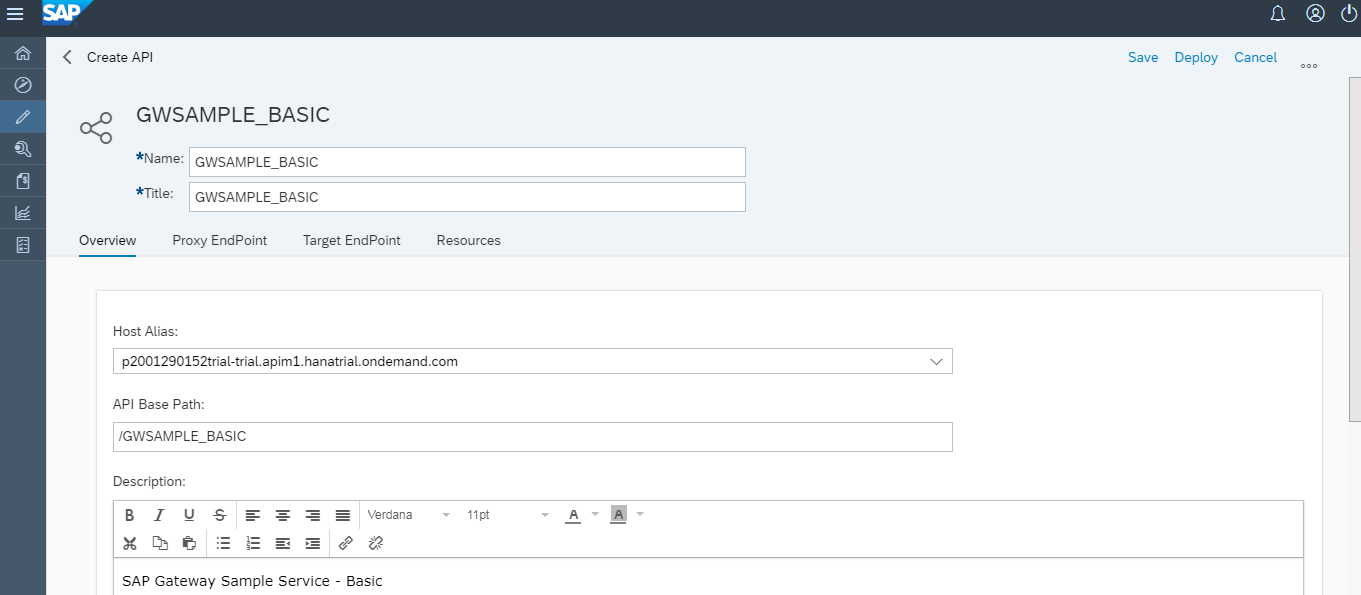 SAP
Create API
Save Deploy Cancel
GWSAMPLE_BASIC
*Name: GWSAMPLE_BASIC
*Title: GWSAMPLE_BASIC
Overview Proxy EndPoint Target EndPoint Resources
Host Alias:
p2001290152trial-trial.apim1.hanatrial.ondemand.com
API Base Path:
/GWSAMPLE_BASIC
Description:
B I U S Verdana 11pt A A
SAP Gateway Sample Service - Basic